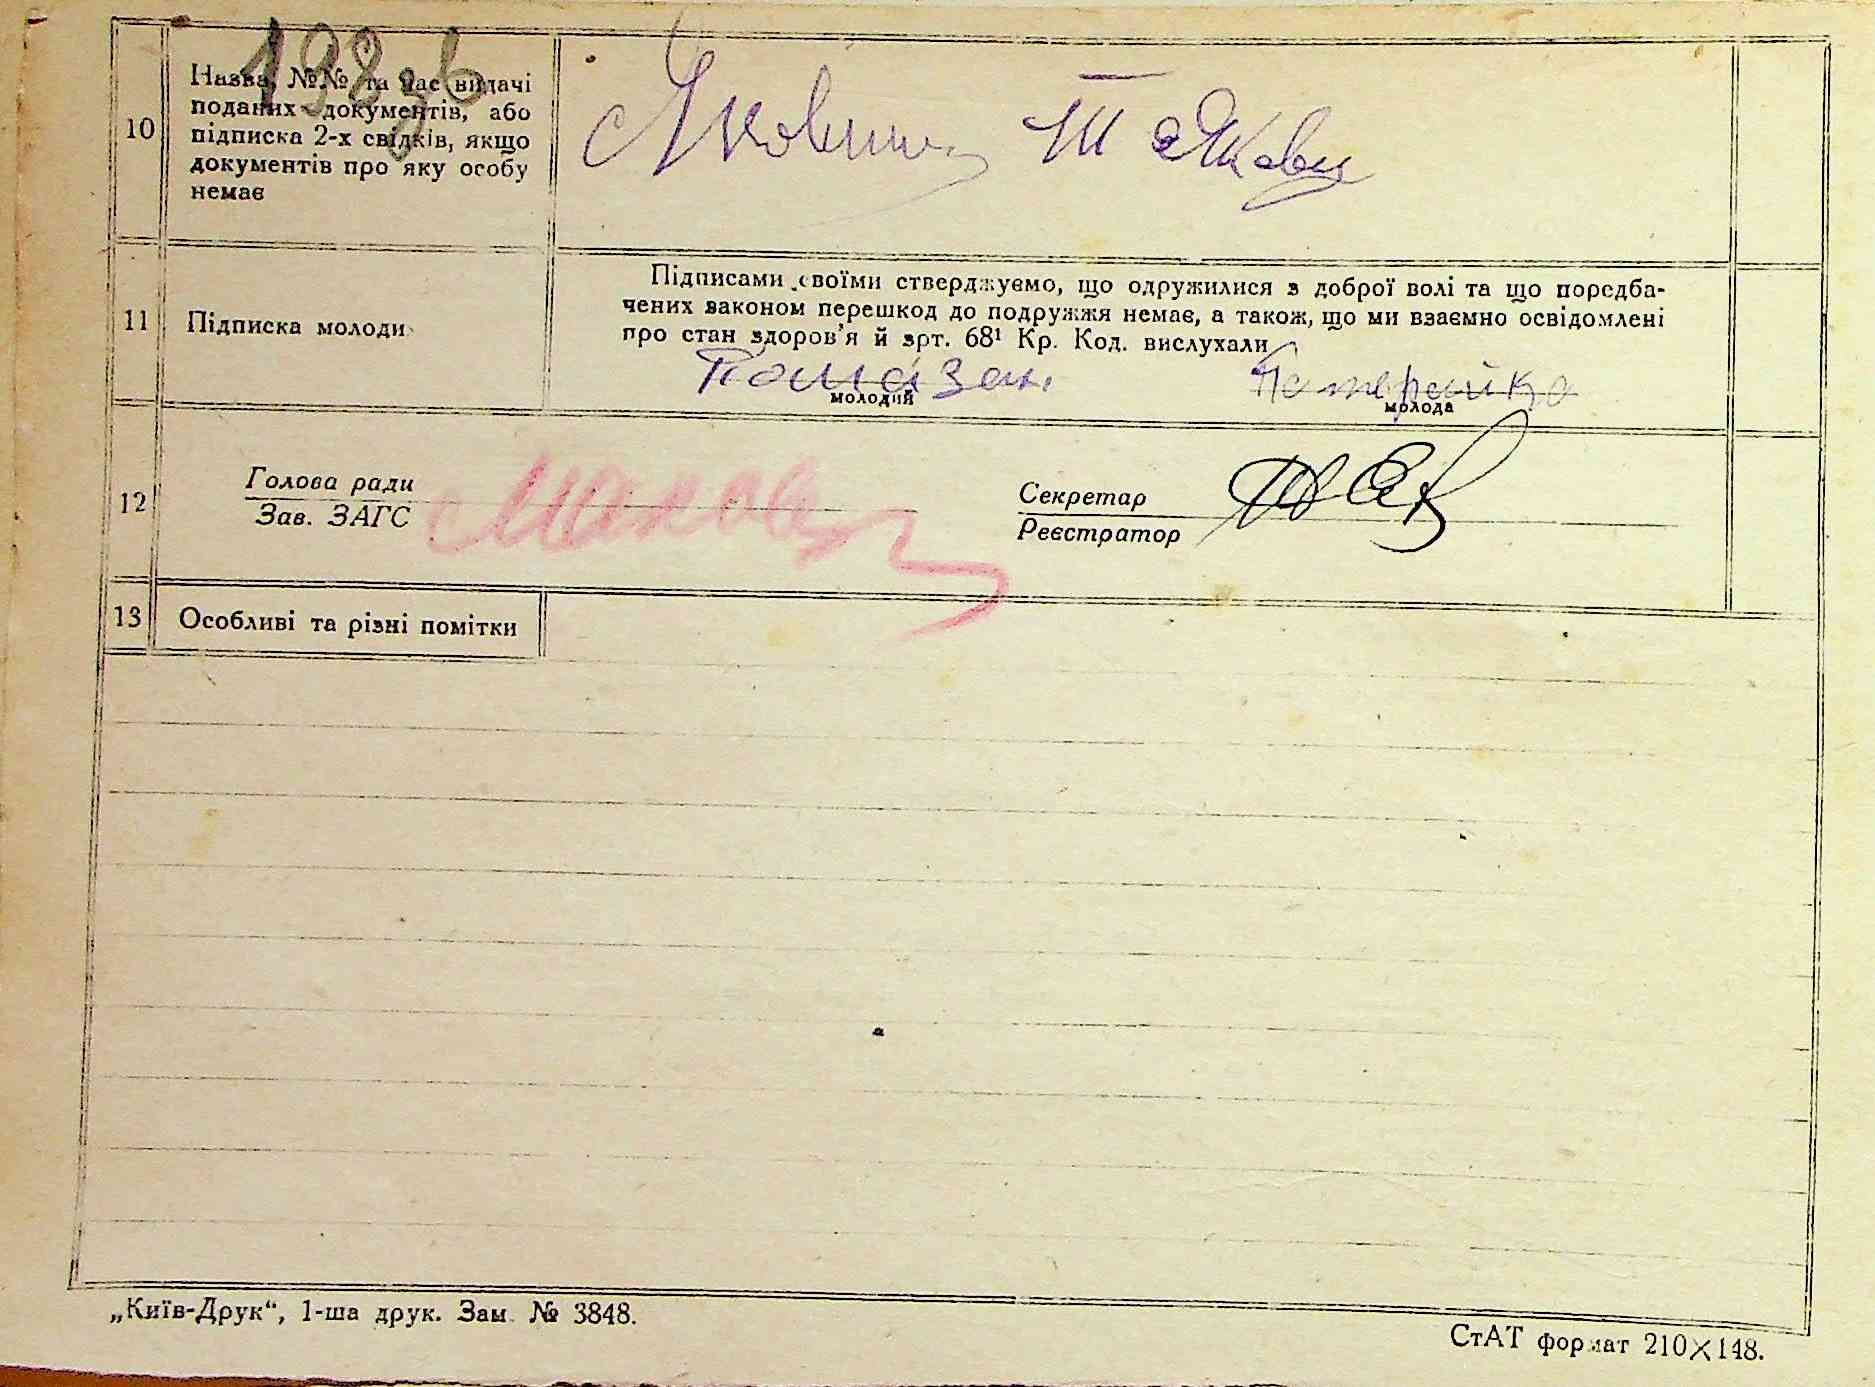 10
Назва, №№ та час видачі
поданих документів, або
підписка 2-х свідків, якщо
документів про яку особу
немає
11
Підписка молоди
Підписами своїми стверджуємо, що одружилися з доброї волі та що поредба-
чених законом перешкод до подружжя немає, а також, що ми взаємно освідомлені
про стан здоров’я й арт. 68¹ Кр. Код. вислухали
молодий
молода
12
Голова ради
Зав. ЗАГС
Секретар
Реєстратор
13
Особливі та різні помітки
„Київ-Друк“, 1-ша друк. Зам. № 3848.
СтАТ формат 210×148.